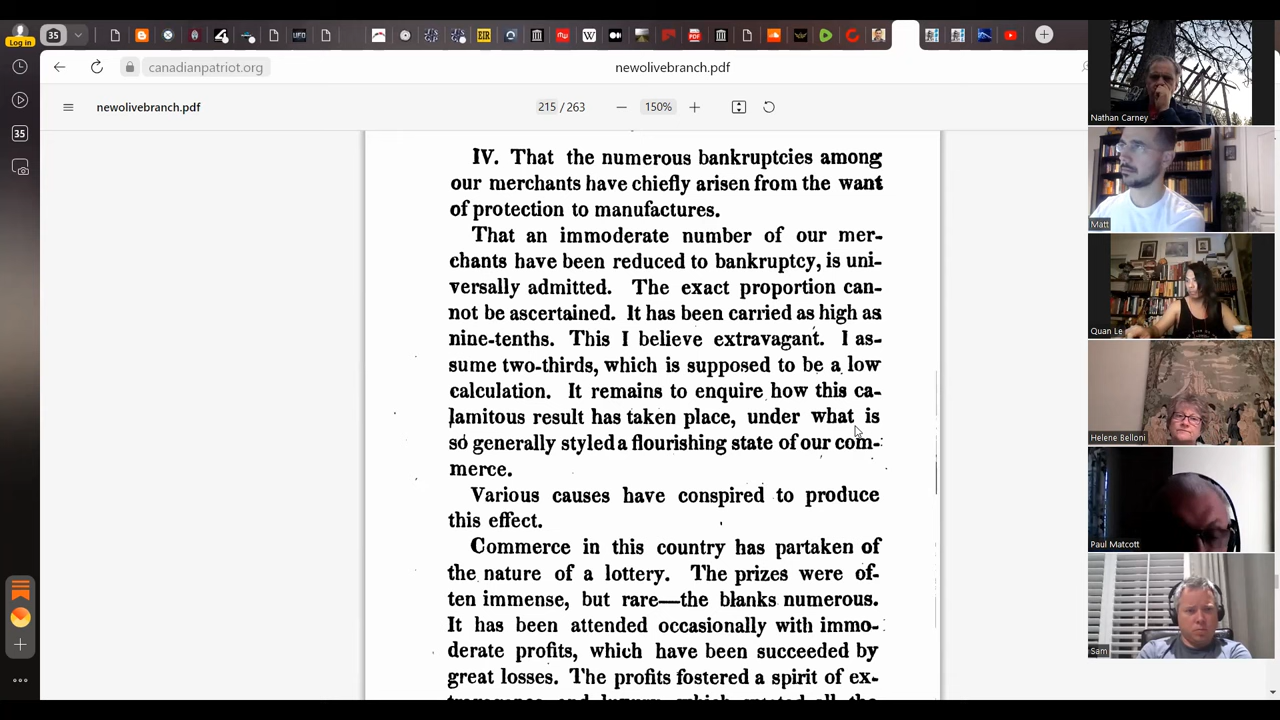 35
Log in
EIR
UFO
W
PDF
canadianpatriot.org
newolivebranch.pdf
newolivebranch.pdf
215 / 263
150%
35
IV. That the numerous bankruptcies among
our merchants have chiefly arisen from the want
of protection to manufactures.
That an immoderate number of our mer-
chants have been reduced to bankruptcy, is uni-
versally admitted. The exact proportion can-
not be ascertained. It has been carried as high as
nine-tenths. This I believe extravagant. I as-
sume two-thirds, which is supposed to be a low
calculation. It remains to enquire how this ca-
lamitous result has taken place, under what is
so generally styled a flourishing state of our com-
merce.
Various causes have conspired to produce
this effect.
Commerce in this country has partaken of
the nature of a lottery. The prizes were of-
ten immense, but rare—the blanks numerous.
It has been attended occasionally with immo-
derate profits, which have been succeeded by
great losses. The profits fostered a spirit of ex-
Nathan Carney
Matt
Quan Le
Helene Belloni
Paul Matcott
Sam